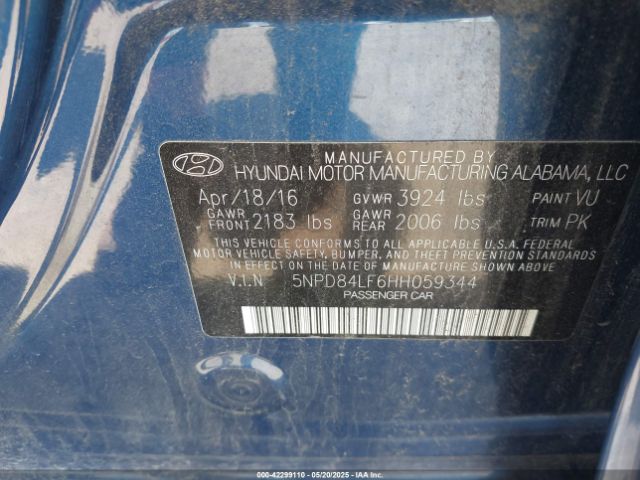 MANUFACTURED BY
HYUNDAI MOTOR MANUFACTURING ALABAMA, LLC
Apr/18/16 GVWR 3924 lbs PAINT VU
GAWR FRONT 2183 lbs GAWR REAR 2006 lbs TRIM PK
THIS VEHICLE CONFORMS TO ALL APPLICABLE U.S.A. FEDERAL
MOTOR VEHICLE SAFETY, BUMPER, AND THEFT PREVENTION STANDARDS
IN EFFECT ON THE DATE OF MANUFACTURE SHOWN ABOVE.
V.I.N 5NPD84LF6HH059344
PASSENGER CAR
000-42299110 - 05/20/2025 - IAAI.COM